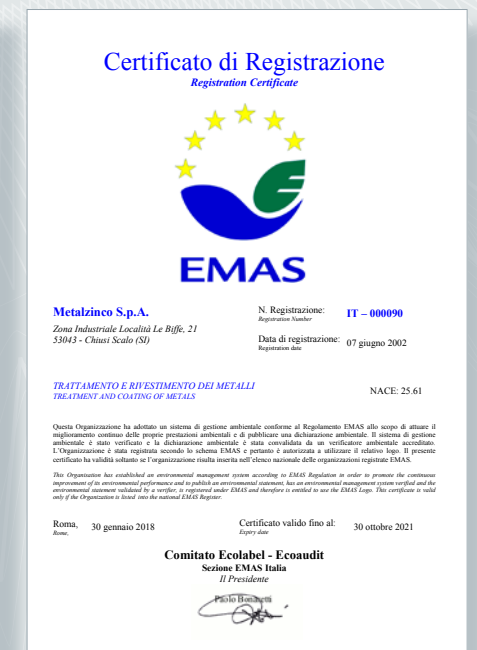 Certificato di Registrazione
Registration Certificate
EMAS
Metalzinco S.p.A.
Zona Industriale Località Le Biffe, 21
53043 - Chiusi Scalo (SI)
N. Registrazione: IT – 000090
Registration Number
Data di registrazione: 07 giugno 2002
Registration date
TRATTAMENTO E RIVESTIMENTO DEI METALLI
TREATMENT AND COATING OF METALS
NACE: 25.61
Questa Organizzazione ha adottato un sistema di gestione ambientale conforme al Regolamento EMAS allo scopo di attuare il
miglioramento continuo delle proprie prestazioni ambientali e di pubblicare una dichiarazione ambientale. Il sistema di gestione
ambientale è stato verificato e la dichiarazione ambientale è stata convalidata da un verificatore ambientale accreditato.
L'Organizzazione è stata registrata secondo lo schema EMAS e pertanto è autorizzata a utilizzare il relativo logo. Il presente
certificato ha validità soltanto se l'organizzazione risulta inserita nell'elenco nazionale delle organizzazioni registrate EMAS.
This Organisation has established an environmental management system according to EMAS Regulation in order to promote the continuous
improvement of its environmental performance and to publish an environmental statement, has an environmental management system verified and the
environmental statement validated by a verifier, is registered under EMAS and therefore is entitled to use the EMAS Logo. This certificate is valid
only if the Organization is listed into the national EMAS Register.
Roma, 30 gennaio 2018
Rome,
Certificato valido fino al: 30 ottobre 2021
Expiry date
Comitato Ecolabel - Ecoaudit
Sezione EMAS Italia
Il Presidente
Paolo Bonaretti